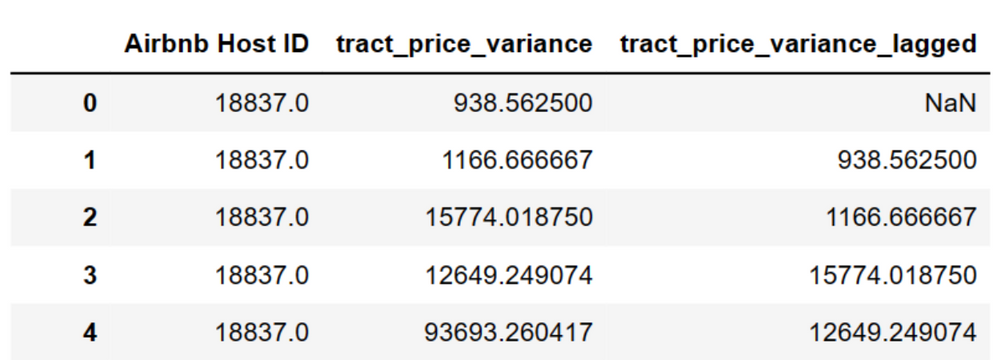 Airbnb Host ID tract_price_variance tract_price_variance_lagged
0 18837.0 938.562500 NaN
1 18837.0 1166.666667 938.562500
2 18837.0 15774.018750 1166.666667
3 18837.0 12649.249074 15774.018750
4 18837.0 93693.260417 12649.249074